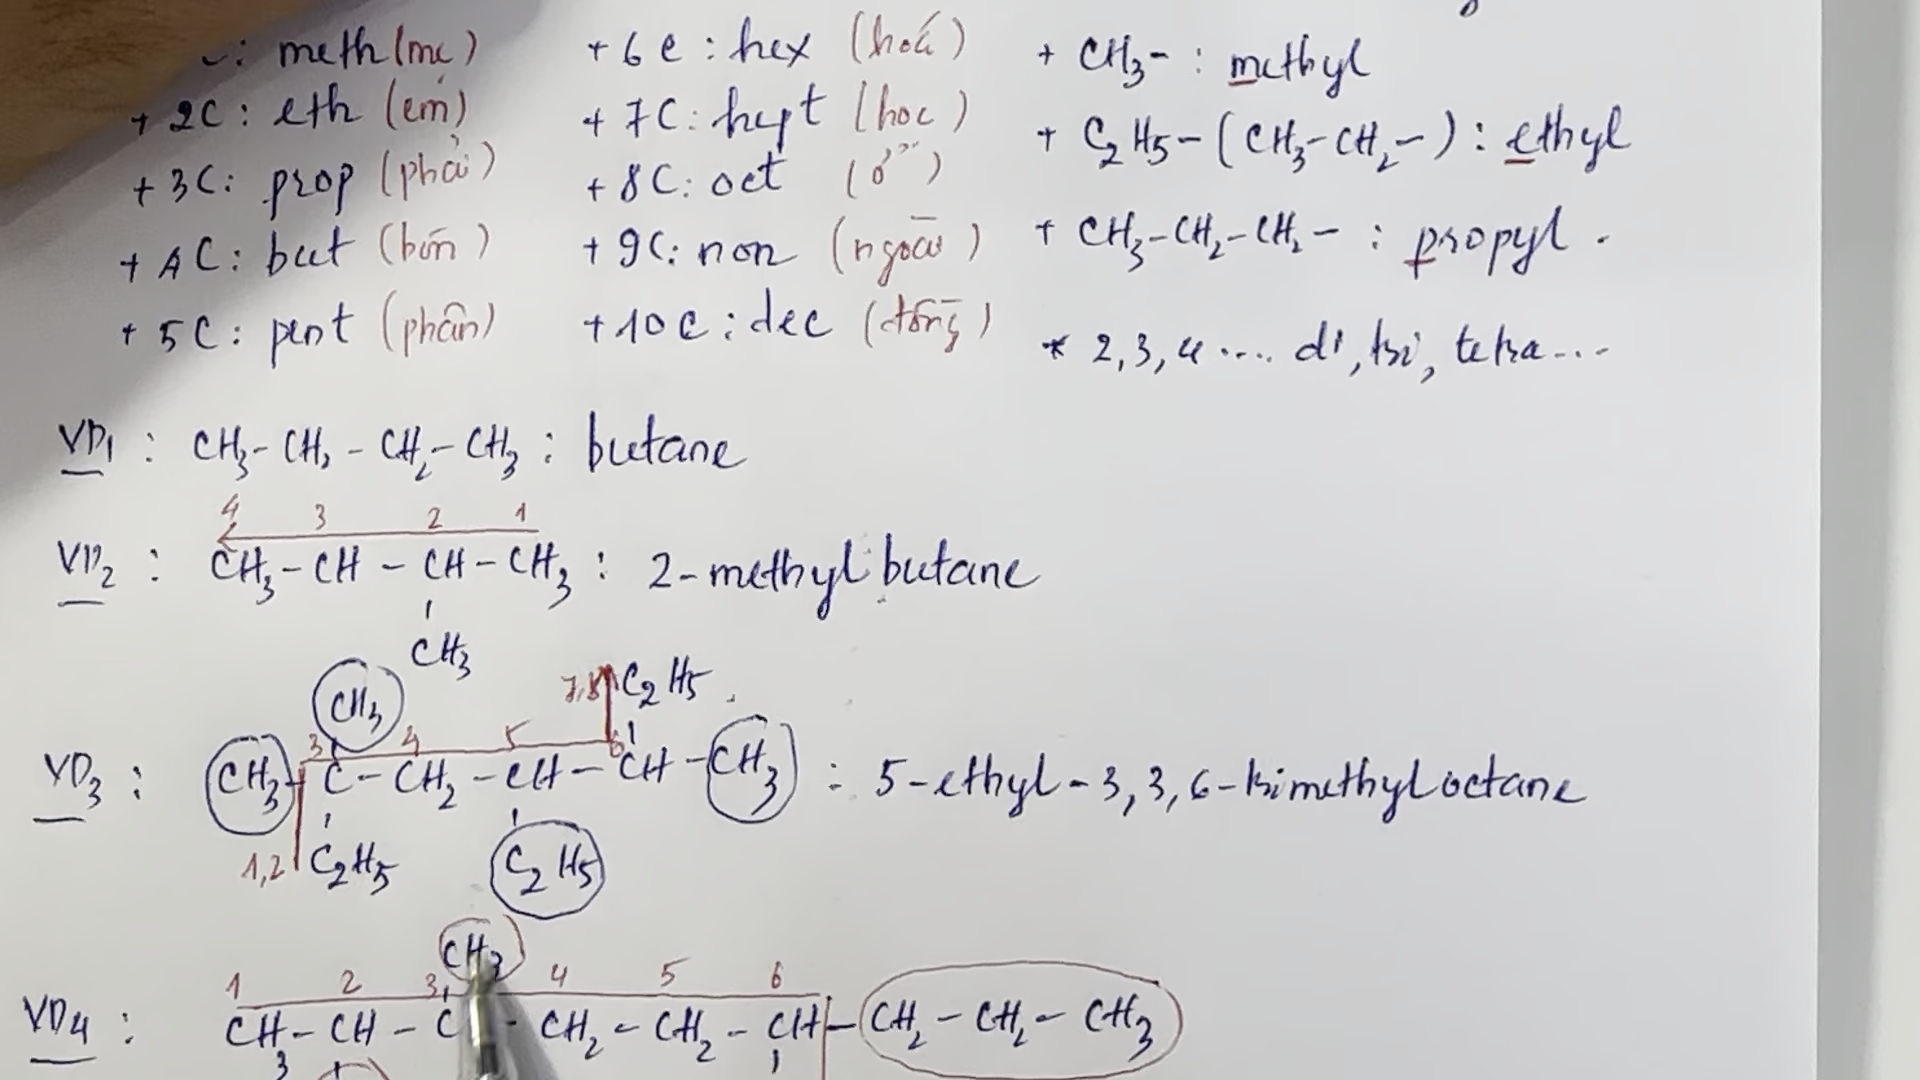 : meth (mẹ)
+ 2C: eth (em)
+ 3C: prop (phải)
+ 4C: but (bón)
+ 5C: pent (phân)
+ 6C: hex (hoá)
+ 7C: hept (học)
+ 8C: oct (ở)
+ 9C: non (ngoài)
+ 10C: dec (đồng)
+ CH3- : methyl
+ C2H5- (CH3-CH2-) : ethyl
+ CH3-CH2-CH2- : propyl.
* 2,3,4.... di, tri, tetra...
VD1 : CH3-CH2-CH2-CH3 : butane
4 3 2 1
VD2 : CH3-CH-CH-CH3 : 2-methylbutane
CH3
CH3 7,8 C2H5
3 4 5 6
VD3 : CH3-C-CH2-CH-CH-CH3 : 5-ethyl-3,3,6-trimethyloctane
1,2 C2H5 C2H5
CH3
1 2 3 4 5 6
VD4 : CH3-CH-C - CH2-CH2-CH-CH2-CH2-CH3